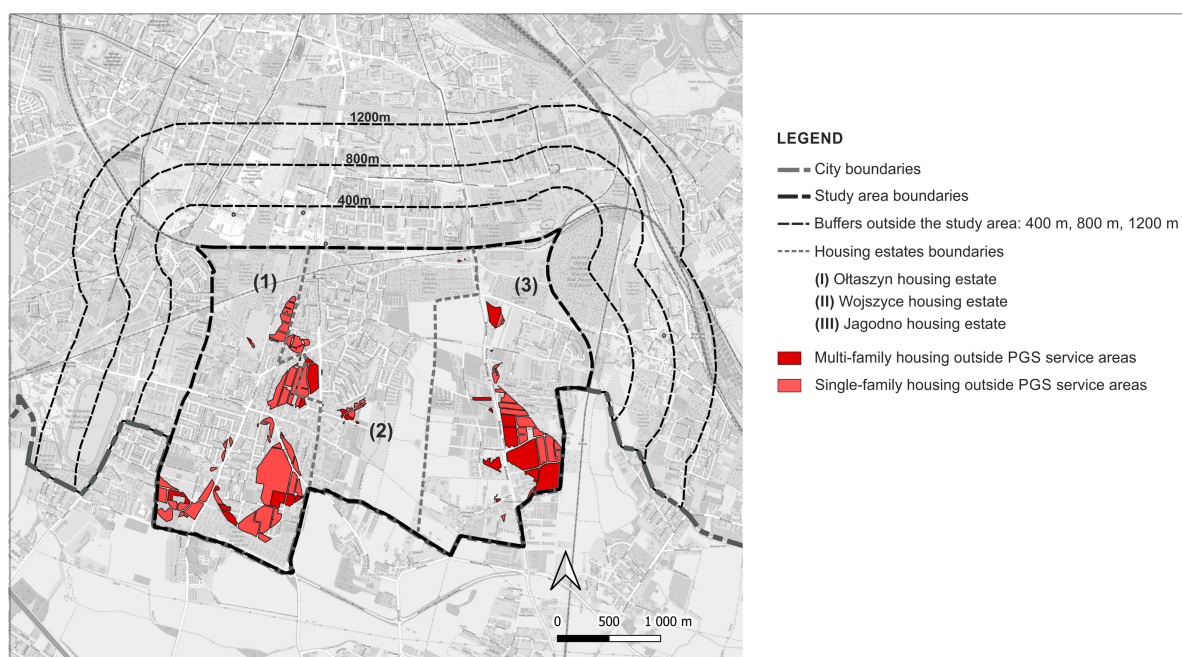 1200m
800m
400m
(1)
(2)
(3)
0 500 1 000 m
LEGEND
City boundaries
Study area boundaries
Buffers outside the study area: 400 m, 800 m, 1200 m
Housing estates boundaries
(I) Ołtaszyn housing estate
(II) Wojszyce housing estate
(III) Jagodno housing estate
Multi-family housing outside PGS service areas
Single-family housing outside PGS service areas